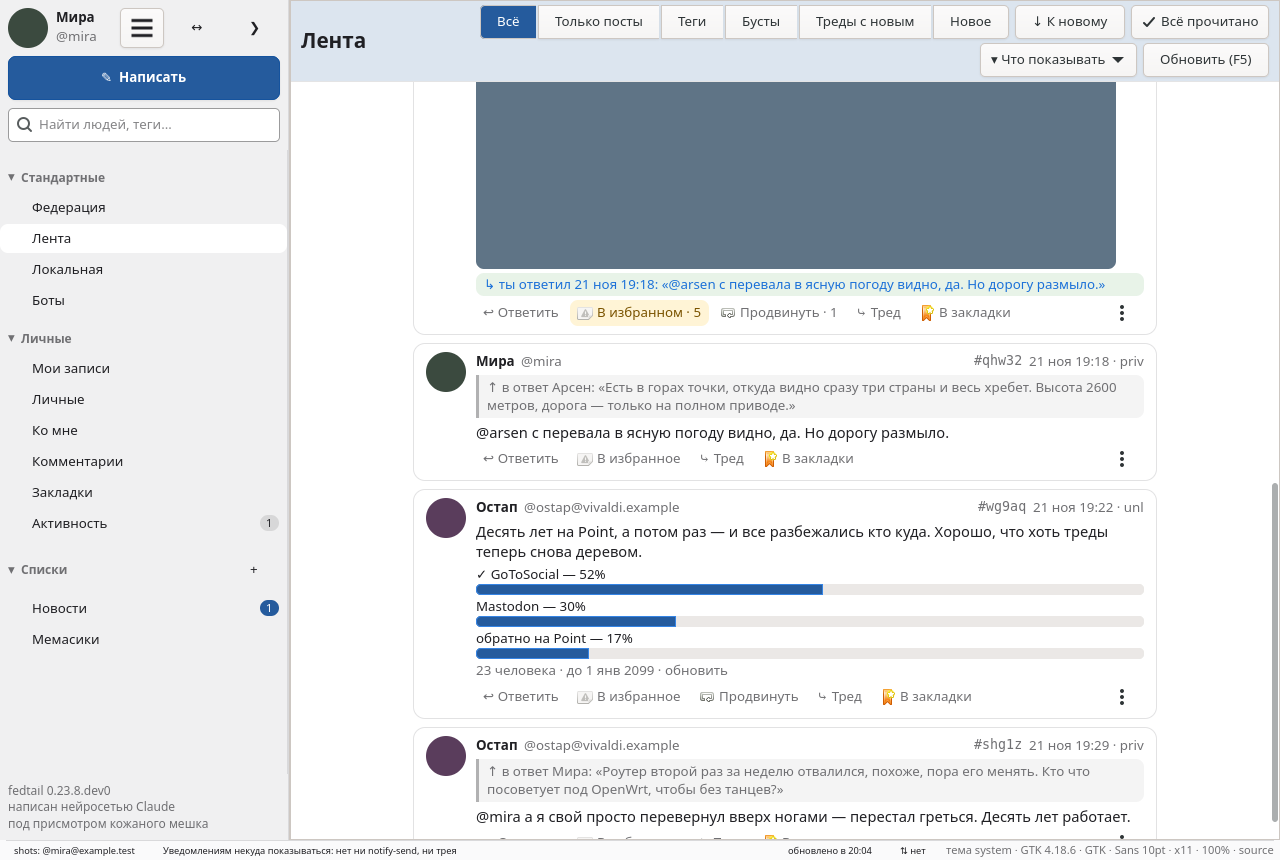 Мира
@mira
↔
❯
✎ Написать
Найти людей, теги...
▾ Стандартные
Федерация
Лента
Локальная
Боты
▾ Личные
Мои записи
Личные
Ко мне
Комментарии
Закладки
Активность 1
▾ Списки +
Новости 1
Мемасики
fedtail 0.23.8.dev0
написан нейросетью Claude
под присмотром кожаного мешка
Лента
Всё Только посты Теги Бусты Треды с новым Новое ↓ К новому ✓ Всё прочитано
▾ Что показывать Обновить (F5)
↳ ты ответил 21 ноя 19:18: «@arsen с перевала в ясную погоду видно, да. Но дорогу размыло.»
↩ Ответить В избранном · 5 Продвинуть · 1 ⤷ Тред В закладки
Мира @mira #qhw32 21 ноя 19:18 · priv
↑ в ответ Арсен: «Есть в горах точки, откуда видно сразу три страны и весь хребет. Высота 2600
метров, дорога — только на полном приводе.»
@arsen с перевала в ясную погоду видно, да. Но дорогу размыло.
↩ Ответить В избранное ⤷ Тред В закладки
Остап @ostap@vivaldi.example #wg9aq 21 ноя 19:22 · unl
Десять лет на Point, а потом раз — и все разбежались кто куда. Хорошо, что хоть треды
теперь снова деревом.
✓ GoToSocial — 52%
Mastodon — 30%
обратно на Point — 17%
23 человека · до 1 янв 2099 · обновить
↩ Ответить В избранное Продвинуть ⤷ Тред В закладки
Остап @ostap@vivaldi.example #shg1z 21 ноя 19:29 · priv
↑ в ответ Мира: «Роутер второй раз за неделю отвалился, похоже, пора его менять. Кто что
посоветует под OpenWrt, чтобы без танцев?»
@mira а я свой просто перевернул вверх ногами — перестал греться. Десять лет работает.
shots: @mira@example.test Уведомлениям некуда показываться: нет ни notify-send, ни трея обновлено в 20:04 ⇅ нет тема system · GTK 4.18.6 · GTK · Sans 10pt · x11 · 100% · source